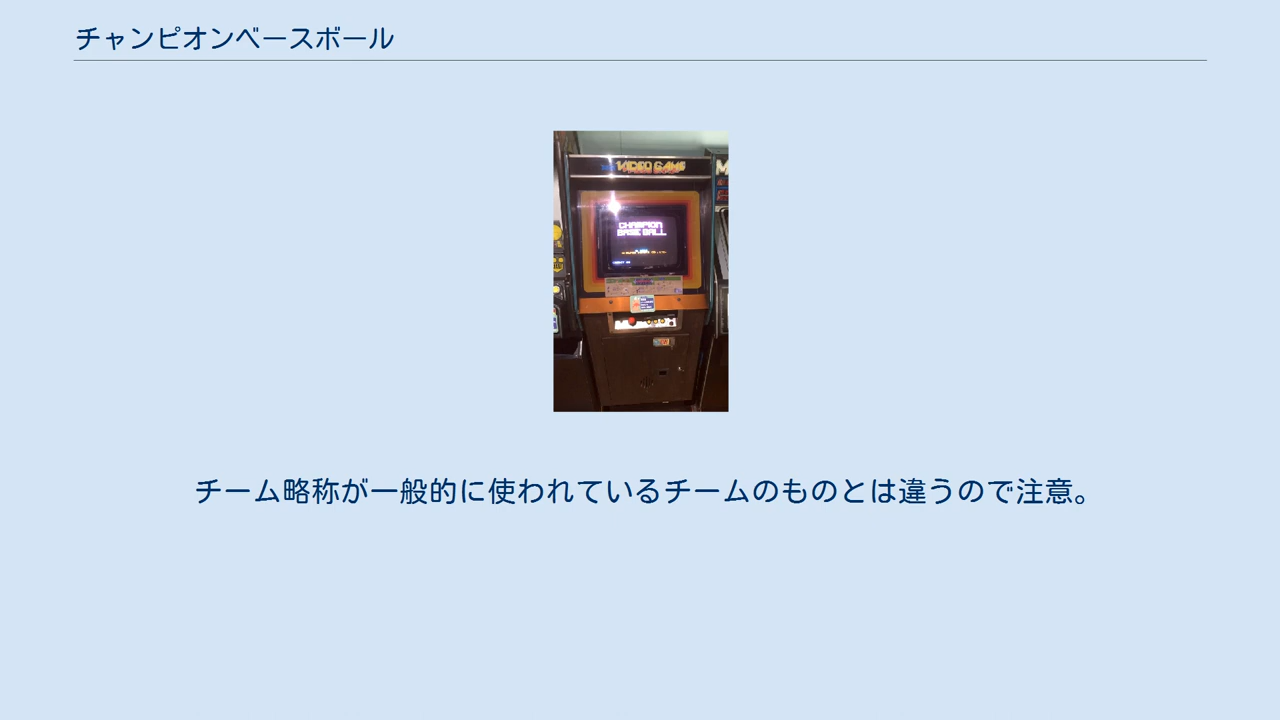 チャンピオンベースボール
VIDEO GAME
CHAMPION
BASE BALL
チーム略称が一般的に使われているチームのものとは違うので注意。